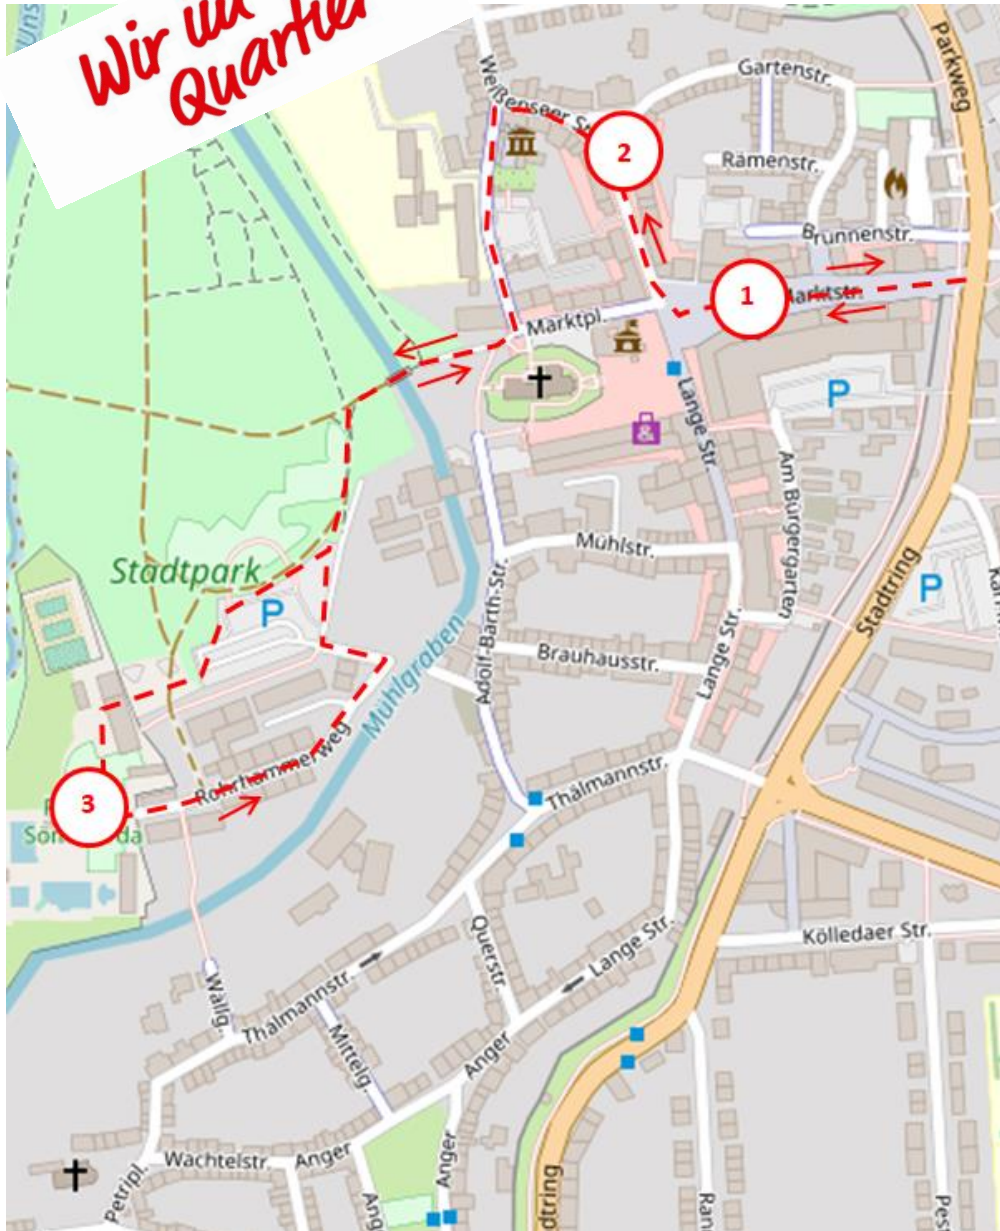 Wir im
Quartier
Weißenseer Str.
Gartenstr.
Parkweg
2
Rämenstr.
Brunnenstr.
1
Marktstr.
Marktpl.
P
&
Lange Str.
Am Bürgergarten
Mühlstr.
Stadtpark
P
P
Stadtring
Adolf-Barth-Str.
Lange Str.
Brauhausstr.
Mühlgraben
Rohrhammerweg
3
Thälmannstr.
Querstr.
Lange Str.
Kölledaer Str.
Wallg.
Thälmannstr.
Mittelg.
Anger
Anger
Wachtelstr.
Anger
Petripl.